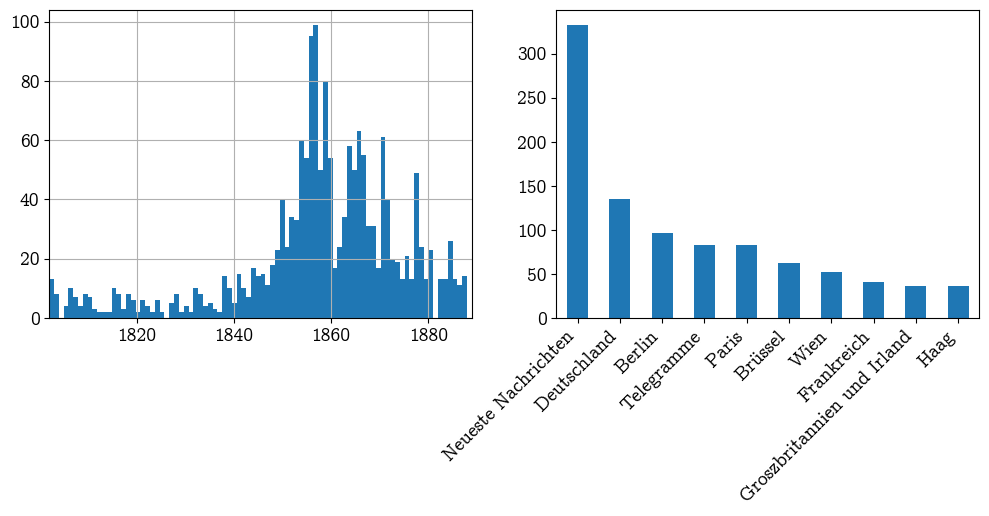 100
80
60
40
20
0
1820 1840 1860 1880
350
300
250
200
150
100
50
0
Neueste Nachrichten
Deutschland
Berlin
Telegramme
Paris
Brüssel
Wien
Frankreich
Groszbritannien und Irland
Haag